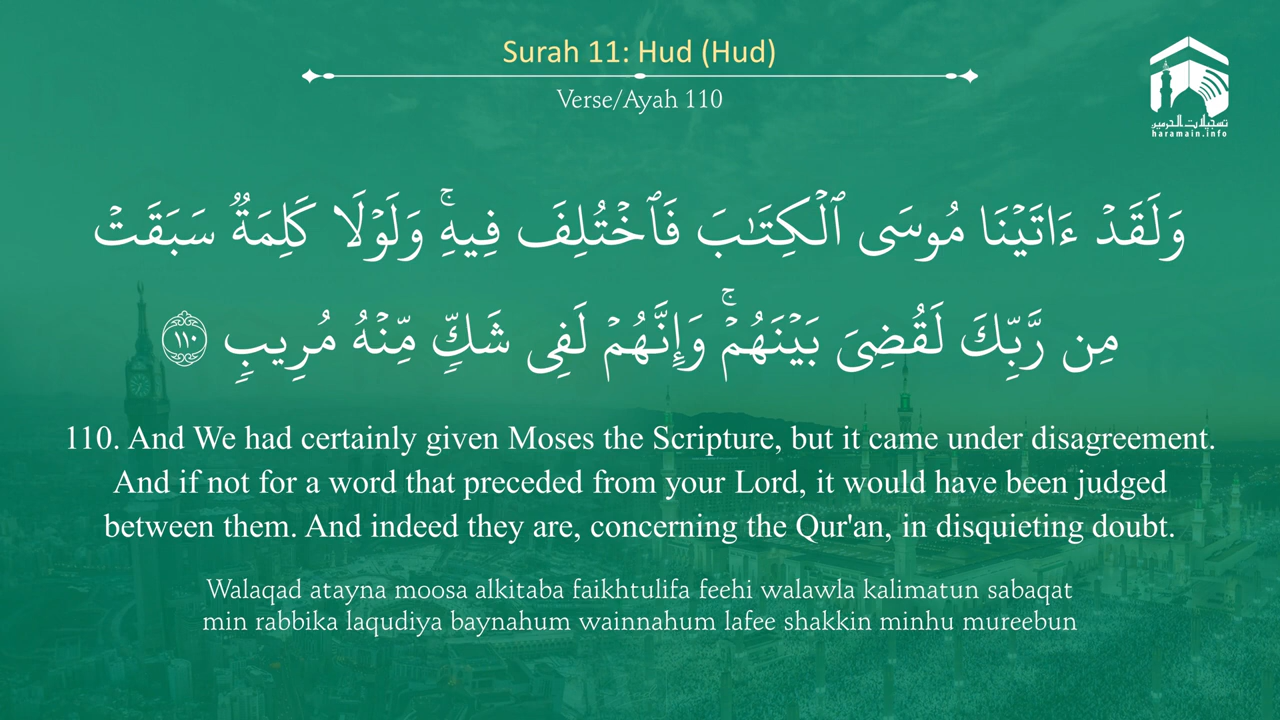 Surah 11: Hud (Hud)
Verse/Ayah 110
تسجيلات الحرمين
haramain.info
وَلَقَدْ ءَاتَيْنَا مُوسَى ٱلْكِتَـٰبَ فَٱخْتُلِفَ فِيهِ ۚ وَلَوْلَا كَلِمَةٌ سَبَقَتْ
مِن رَّبِّكَ لَقُضِىَ بَيْنَهُمْ ۚ وَإِنَّهُمْ لَفِى شَكٍّ مِّنْهُ مُرِيبٍ ١١٠
110. And We had certainly given Moses the Scripture, but it came under disagreement.
And if not for a word that preceded from your Lord, it would have been judged
between them. And indeed they are, concerning the Qur'an, in disquieting doubt.
Walaqad atayna moosa alkitaba faikhtulifa feehi walawla kalimatun sabaqat
min rabbika laqudiya baynahum wainnahum lafee shakkin minhu mureebun